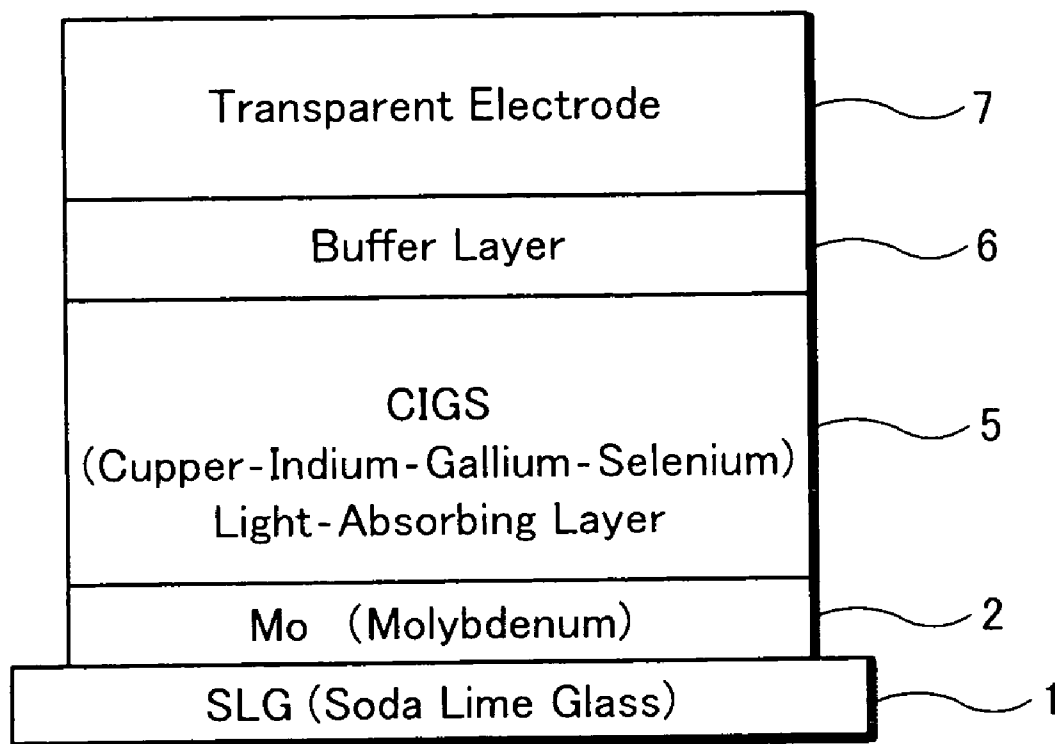 Transparent Electrode
7
Buffer Layer
6
CIGS
(Cupper-Indium-Gallium-Selenium)
Light-Absorbing Layer
5
Mo (Molybdenum)
2
SLG (Soda Lime Glass)
1